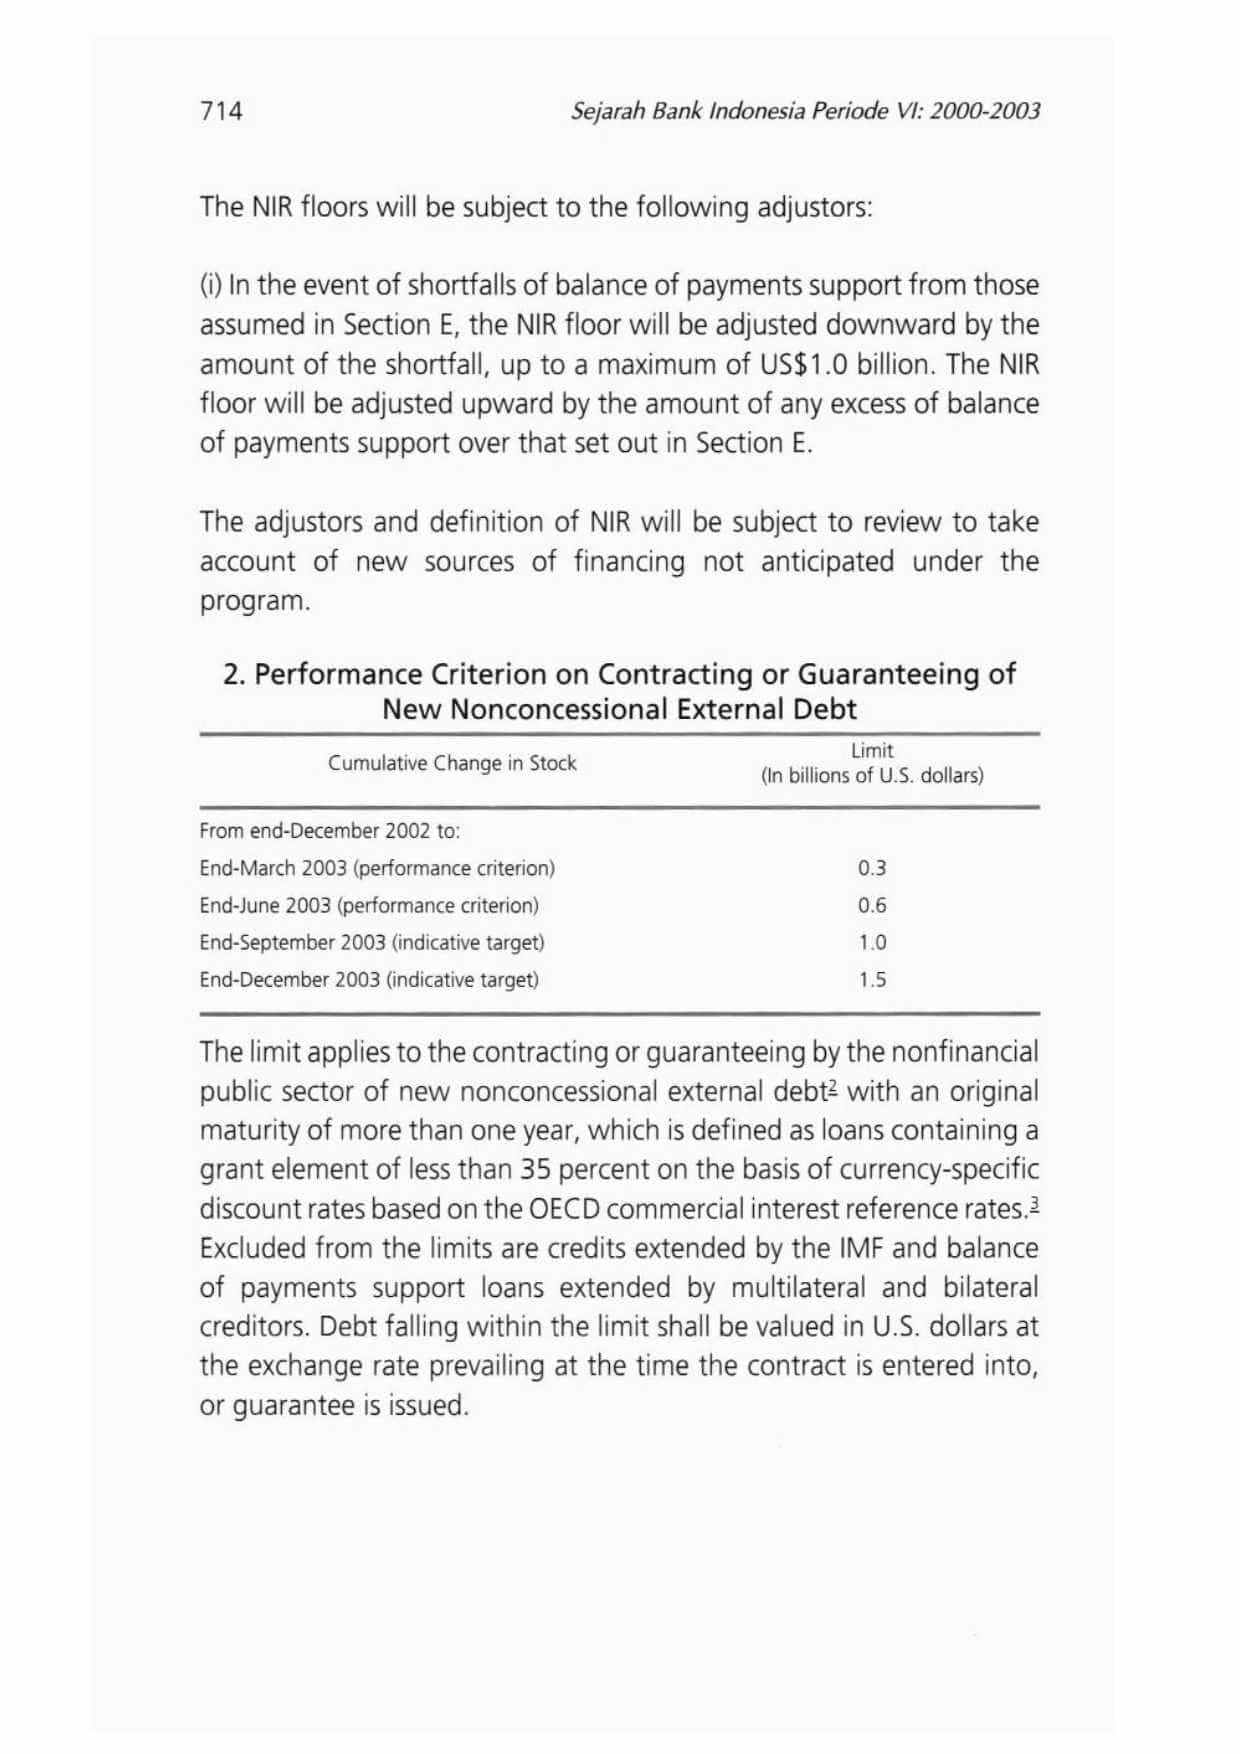 714 Sejarah Bank Indonesia Periode VI: 2000-2003
The NIR floors will be subject to the following adjustors:
(i) In the event of shortfalls of balance of payments support from those
assumed in Section E, the NIR floor will be adjusted downward by the
amount of the shortfall, up to a maximum of US$1.0 billion. The NIR
floor will be adjusted upward by the amount of any excess of balance
of payments support over that set out in Section E.
The adjustors and definition of NIR will be subject to review to take
account of new sources of financing not anticipated under the
program.
2. Performance Criterion on Contracting or Guaranteeing of
New Nonconcessional External Debt
Cumulative Change in Stock Limit
(In billions of U.S. dollars)
From end-December 2002 to:
End-March 2003 (performance criterion) 0.3
End-June 2003 (performance criterion) 0.6
End-September 2003 (indicative target) 1.0
End-December 2003 (indicative target) 1.5
The limit applies to the contracting or guaranteeing by the nonfinancial
public sector of new nonconcessional external debt2 with an original
maturity of more than one year, which is defined as loans containing a
grant element of less than 35 percent on the basis of currency-specific
discount rates based on the OECD commercial interest reference rates.3
Excluded from the limits are credits extended by the IMF and balance
of payments support loans extended by multilateral and bilateral
creditors. Debt falling within the limit shall be valued in U.S. dollars at
the exchange rate prevailing at the time the contract is entered into,
or guarantee is issued.